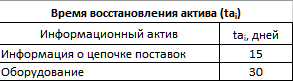 Время восстановления актива (taᵢ)
Информационный актив taᵢ, дней
Информация о цепочке поставок 15
Оборудование 30